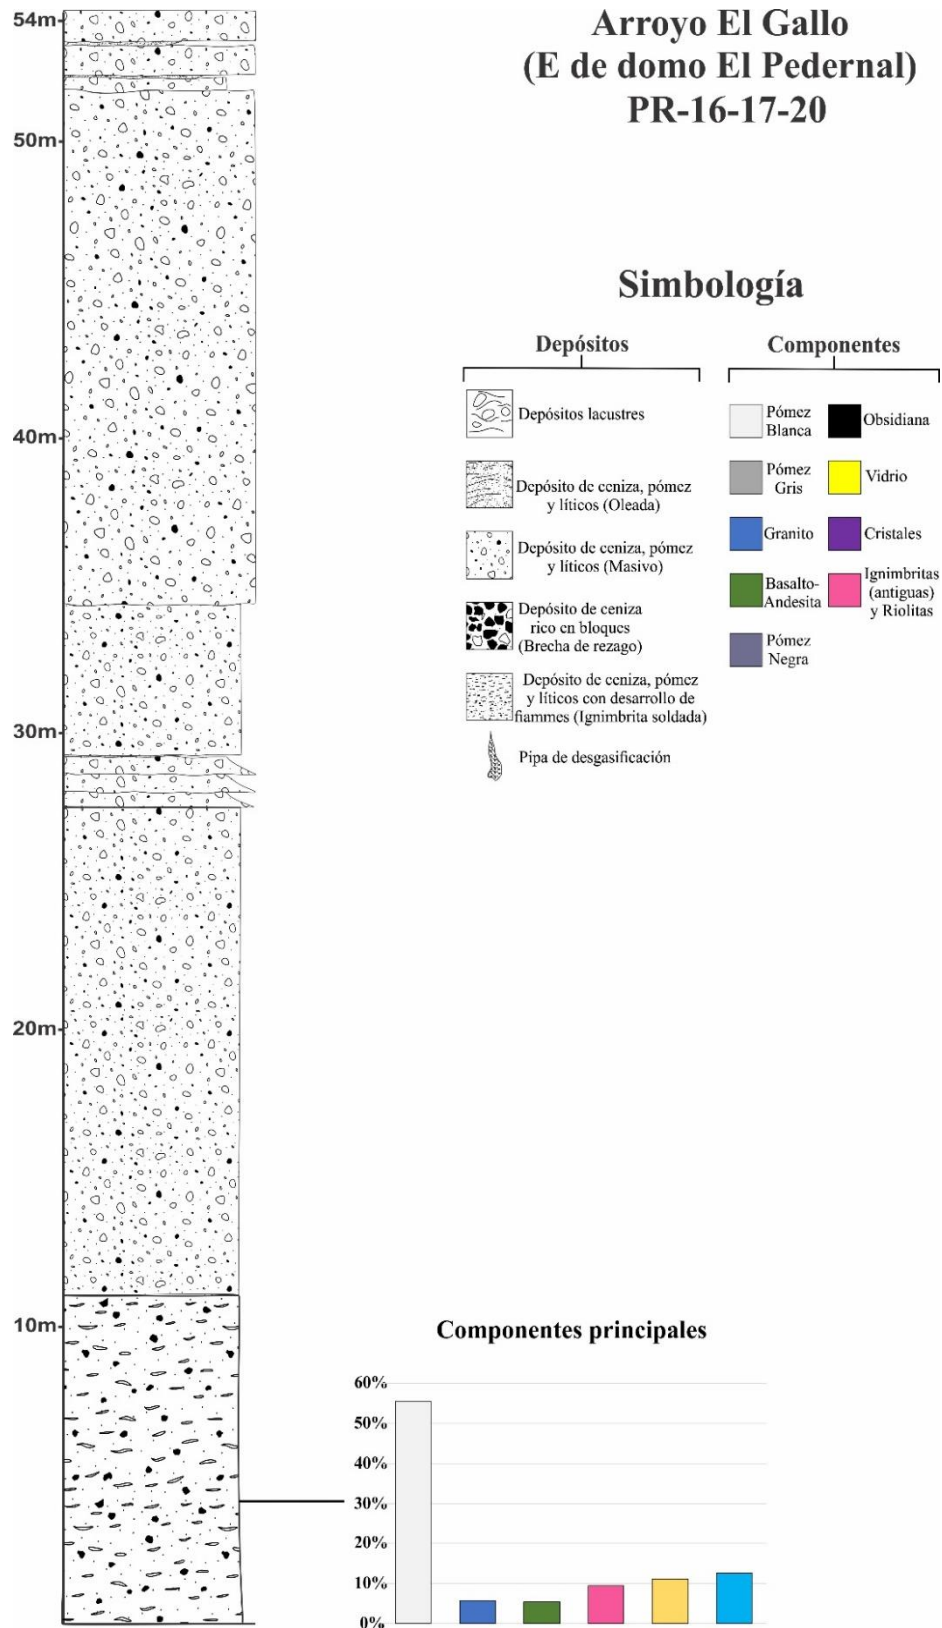 Arroyo El Gallo
(E de domo El Pedernal)
PR-16-17-20
54m
50m
40m
30m
20m
10m
Simbología
Depósitos
Depósitos lacustres
Depósito de ceniza, pómez
y líticos (Oleada)
Depósito de ceniza, pómez
y líticos (Masivo)
Depósito de ceniza
rico en bloques
(Brecha de rezago)
Depósito de ceniza, pómez
y líticos con desarrollo de
fiammes (Ignimbrita soldada)
Pipa de desgasificación
Componentes
Pómez
Blanca
Obsidiana
Pómez
Gris
Vidrio
Granito
Cristales
Basalto-
Andesita
Ignimbritas
(antiguas)
y Riolitas
Pómez
Negra
Componentes principales
60%
50%
40%
30%
20%
10%
0%